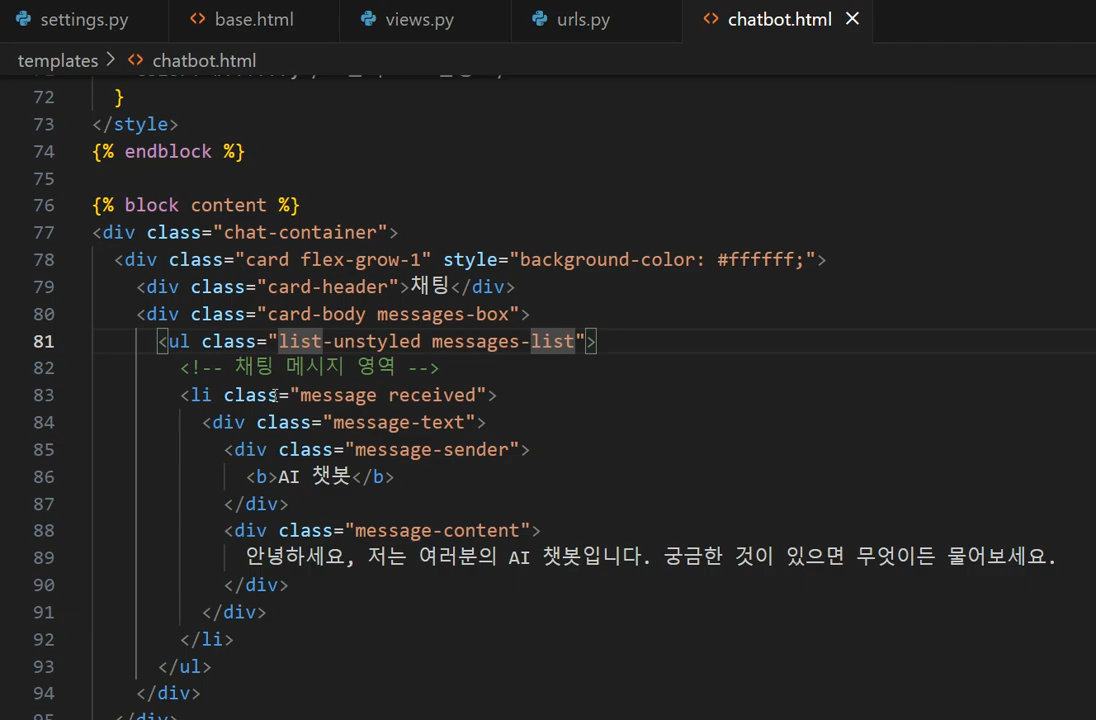 settings.py base.html views.py urls.py chatbot.html
templates > chatbot.html
72 }
73 </style>
74 {% endblock %}
75
76 {% block content %}
77 <div class="chat-container">
78 <div class="card flex-grow-1" style="background-color: #ffffff;">
79 <div class="card-header">채팅</div>
80 <div class="card-body messages-box">
81 <ul class="list-unstyled messages-list">
82 <!-- 채팅 메시지 영역 -->
83 <li class="message received">
84 <div class="message-text">
85 <div class="message-sender">
86 <b>AI 챗봇</b>
87 </div>
88 <div class="message-content">
89 안녕하세요, 저는 여러분의 AI 챗봇입니다. 궁금한 것이 있으면 무엇이든 물어보세요.
90 </div>
91 </div>
92 </li>
93 </ul>
94 </div>
95 </div>